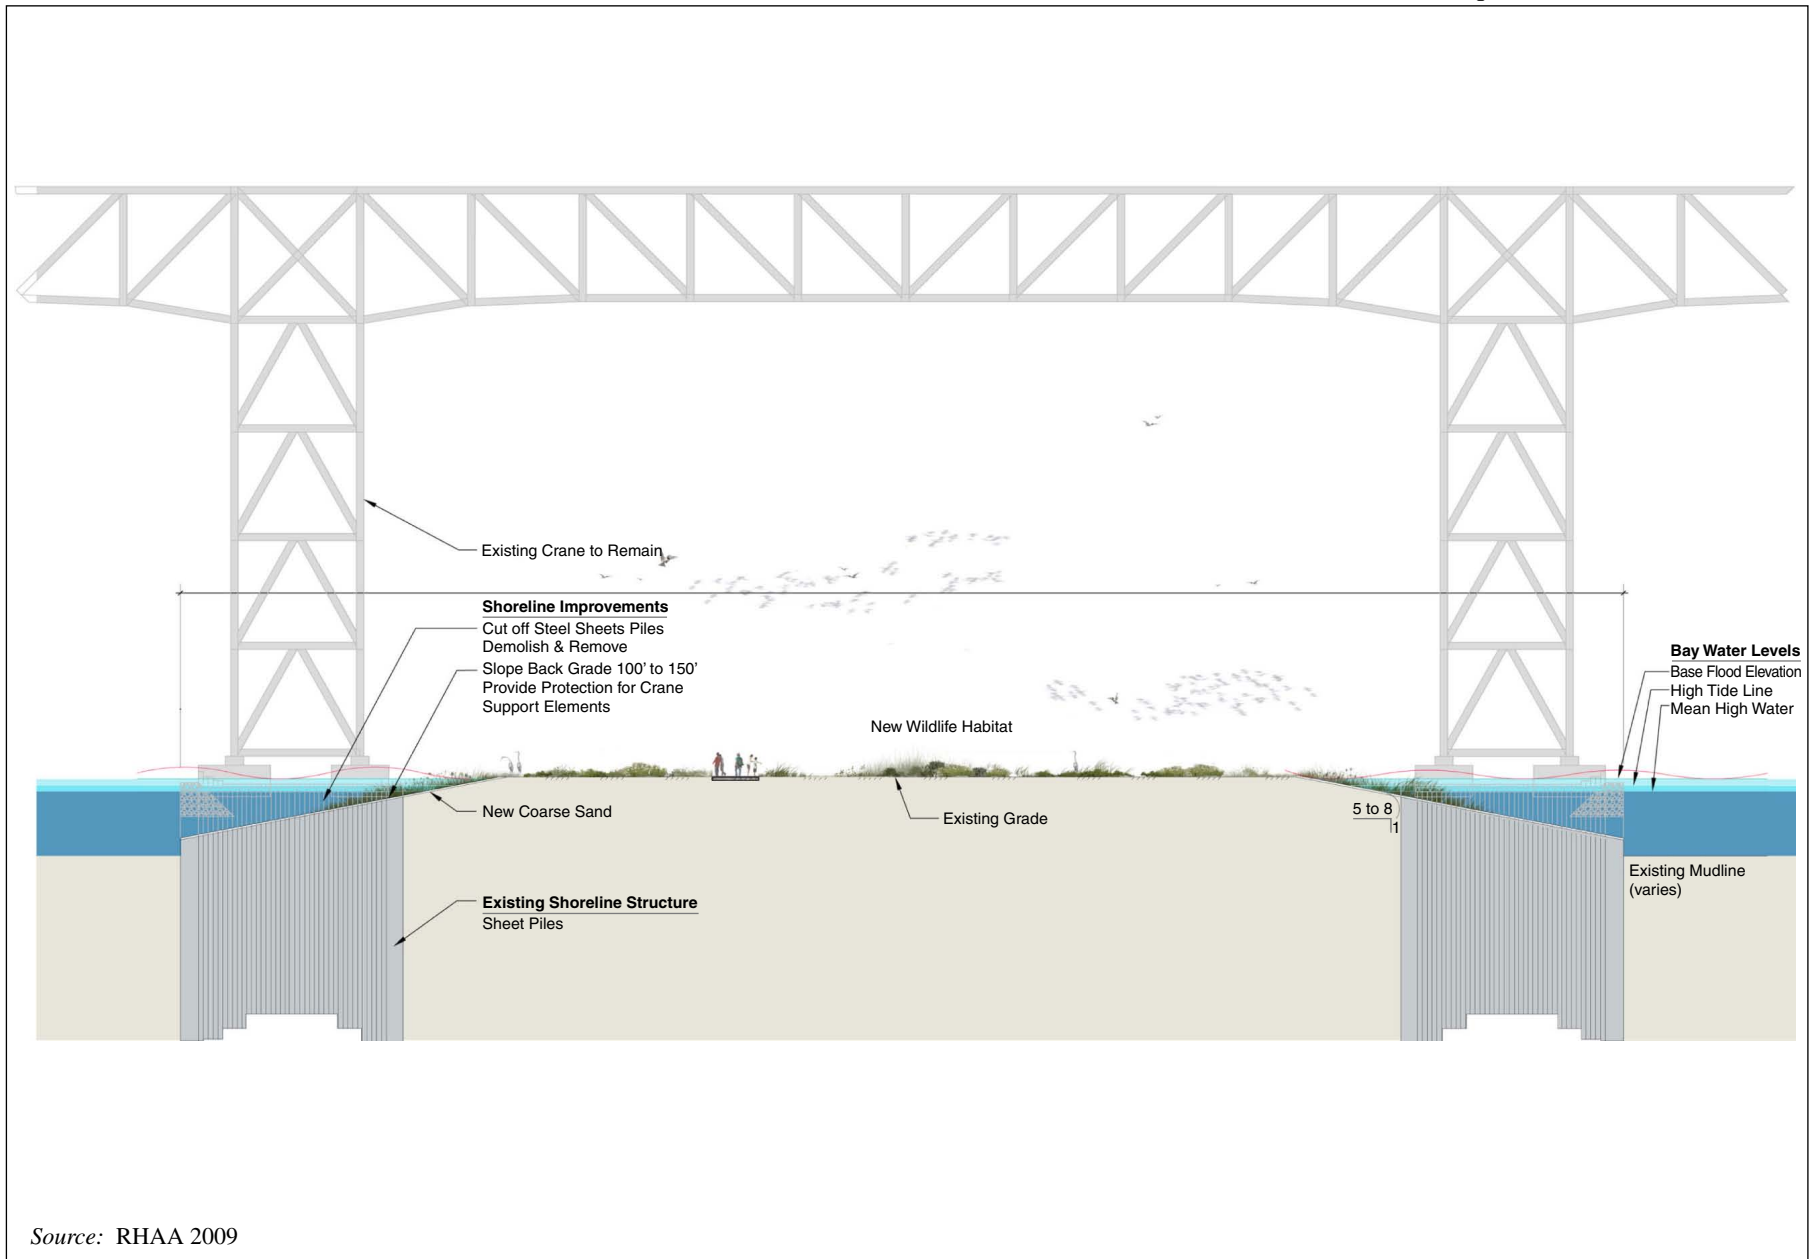 Existing Crane to Remain
Shoreline Improvements
Cut off Steel Sheets Piles
Demolish & Remove
Slope Back Grade 100’ to 150’
Provide Protection for Crane
Support Elements
Bay Water Levels
Base Flood Elevation
High Tide Line
Mean High Water
New Wildlife Habitat
New Coarse Sand
Existing Grade
5 to 8
1
Existing Mudline
(varies)
Existing Shoreline Structure
Sheet Piles
Source: RHAA 2009